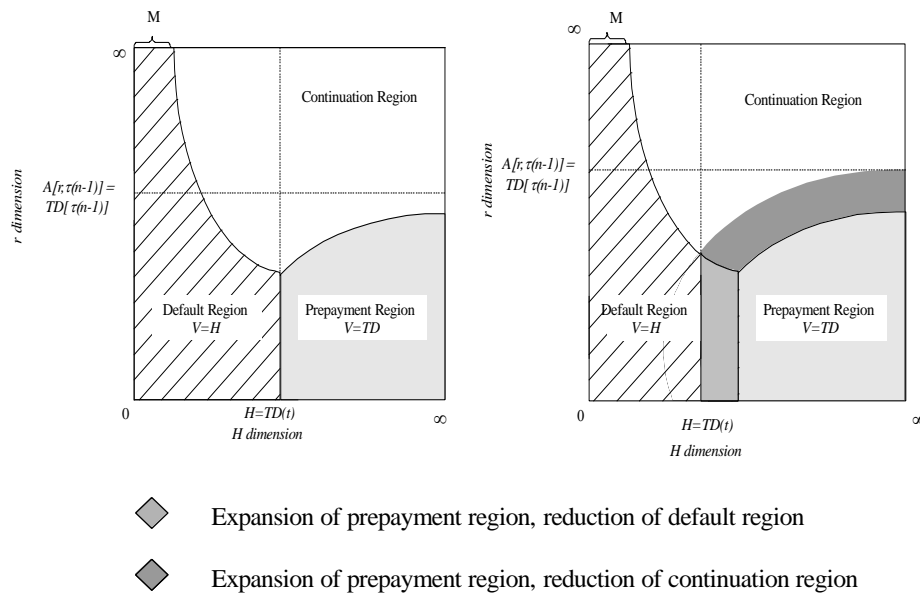 M
∞
Continuation Region
A[r,τ(n-1)] =
TD[τ(n-1)]
r dimension
Default Region
V=H
Prepayment Region
V=TD
0
H=TD(t)
∞
H dimension
M
∞
Continuation Region
A[r,τ(n-1)] =
TD[τ(n-1)]
r dimension
Default Region
V=H
Prepayment Region
V=TD
0
H=TD(t)
∞
H dimension
Expansion of prepayment region, reduction of default region
Expansion of prepayment region, reduction of continuation region